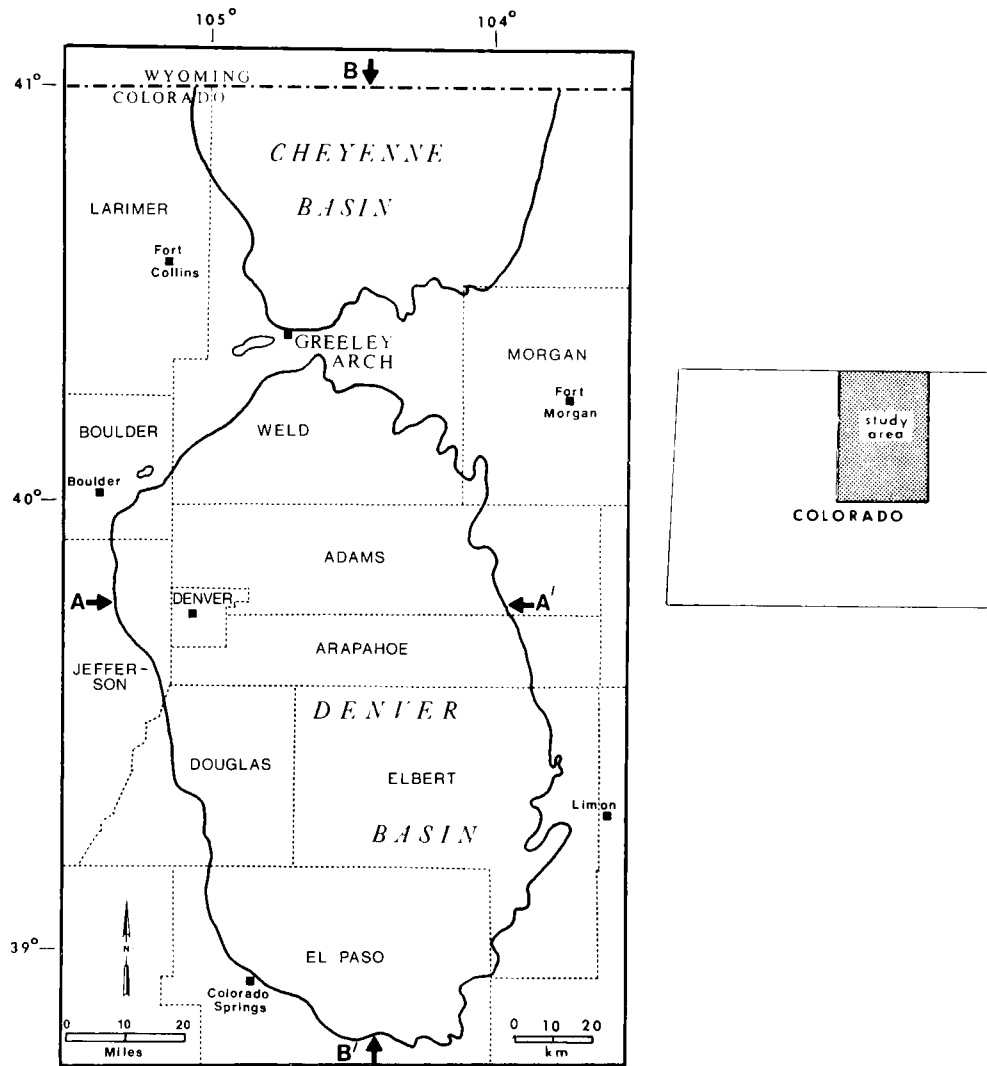 105° 104°
41°
B
WYOMING
COLORADO
CHEYENNE
BASIN
LARIMER
Fort
Collins
GREELEY
ARCH
MORGAN
Fort
Morgan
BOULDER
WELD
Boulder
40°
ADAMS
A
DENVER
A'
ARAPAHOE
JEFFER-
SON
DENVER
DOUGLAS
ELBERT
Limon
BASIN
N
39°
EL PASO
Colorado
Springs
0 10 20
Miles
B'
0 20
km
study
area
COLORADO